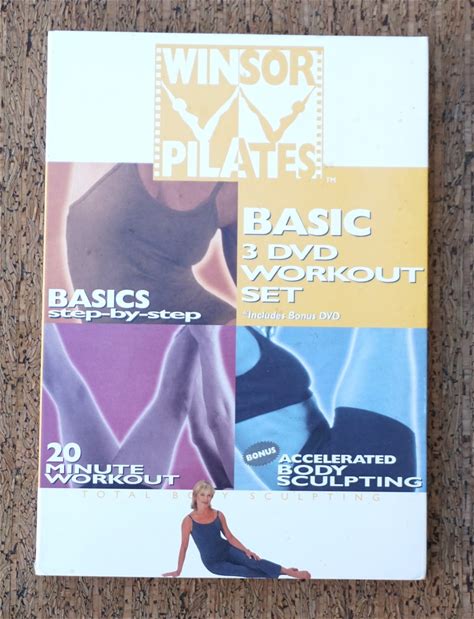 WINSOR
PILATES
TM
BASIC
3 DVD
WORKOUT
SET
*Includes Bonus DVD
BASICS
step-by-step
20
MINUTE
WORKOUT
BONUS
ACCELERATED
BODY
SCULPTING
TOTAL BODY SCULPTING